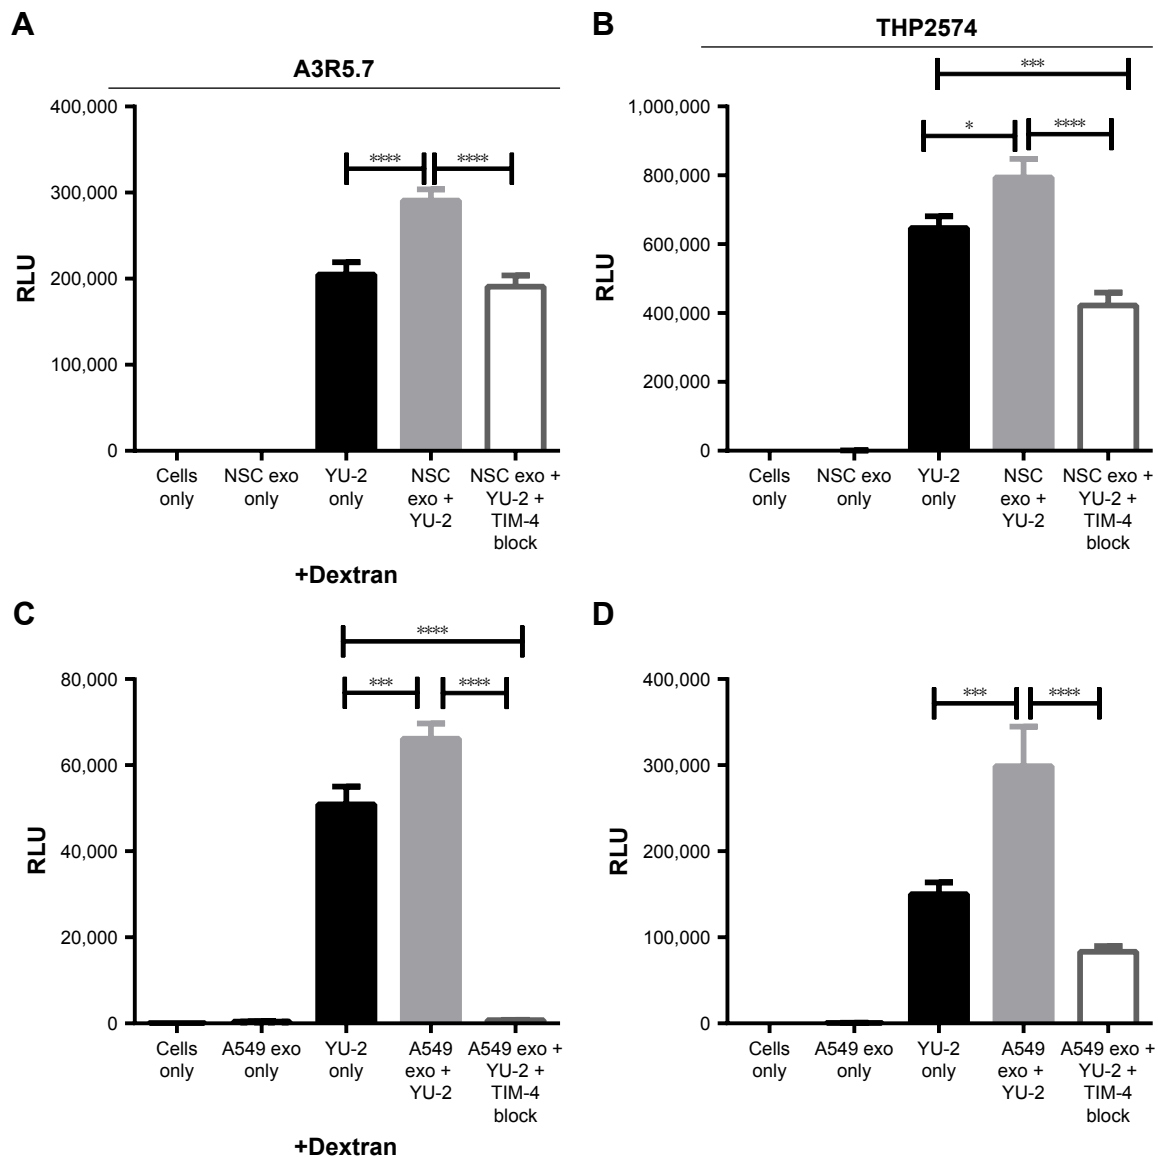 A
A3R5.7
400,000
300,000
200,000
100,000
0
RLU
****
****
Cells
only
NSC exo
only
YU-2
only
NSC
exo +
YU-2
NSC exo +
YU-2 +
TIM-4
block
+Dextran
B
THP2574
1,000,000
800,000
600,000
400,000
200,000
0
RLU
***
*
****
Cells
only
NSC exo
only
YU-2
only
NSC
exo +
YU-2
NSC exo +
YU-2 +
TIM-4
block
C
80,000
60,000
40,000
20,000
0
RLU
****
***
****
Cells
only
A549 exo
only
YU-2
only
A549
exo +
YU-2
A549 exo +
YU-2 +
TIM-4
block
+Dextran
D
400,000
300,000
200,000
100,000
0
RLU
***
****
Cells
only
A549 exo
only
YU-2
only
A549
exo +
YU-2
A549 exo +
YU-2 +
TIM-4
block